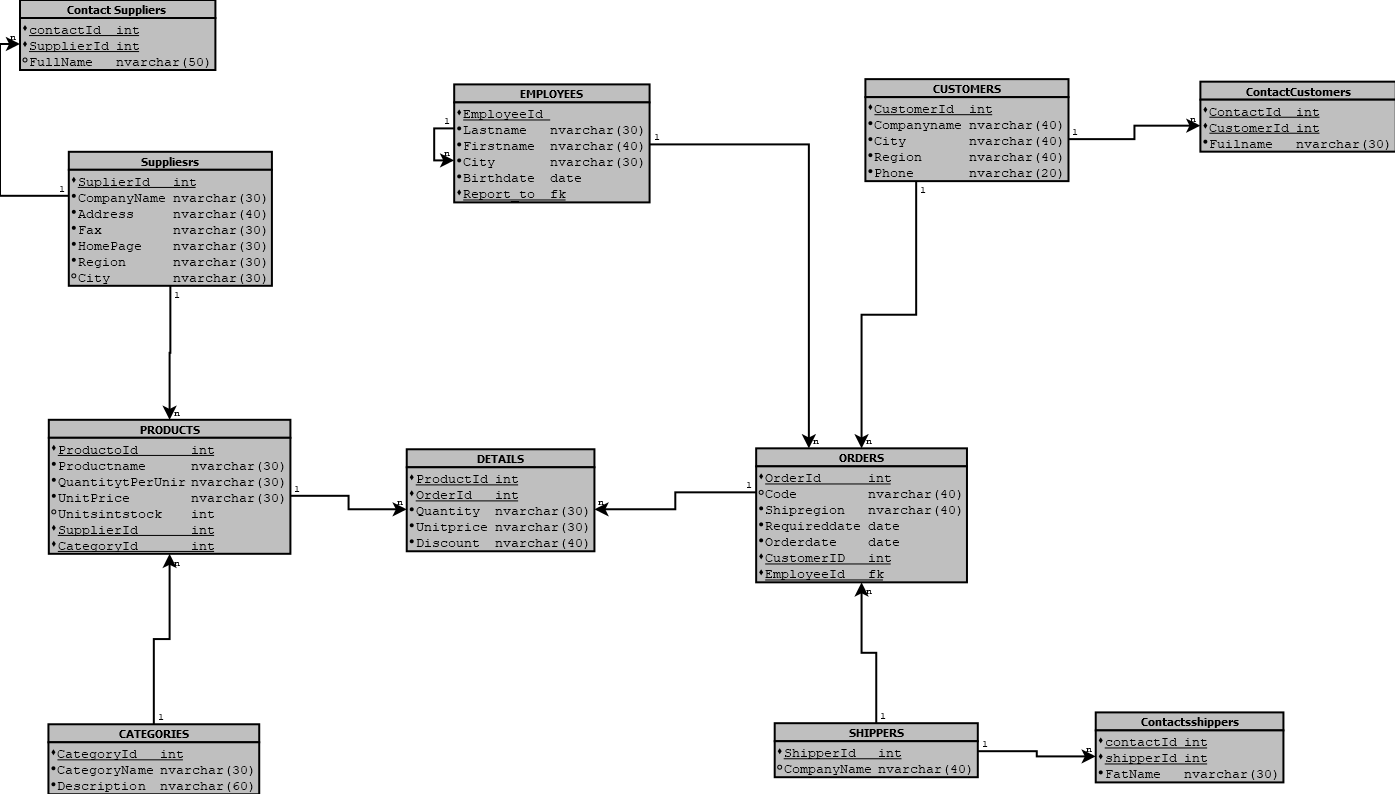 Contact Suppliers
contactId int
SupplierId int
FullName nvarchar(50)
n
1
Suppliesrs
SuplierId int
CompanyName nvarchar(30)
Address nvarchar(40)
Fax nvarchar(30)
HomePage nvarchar(30)
Region nvarchar(30)
City nvarchar(30)
1
n
EMPLOYEES
EmployeeId
Lastname nvarchar(30)
Firstname nvarchar(40)
City nvarchar(30)
Birthdate date
Report_to fk
1
n
1
n
CUSTOMERS
CustomerId int
Companyname nvarchar(40)
City nvarchar(40)
Region nvarchar(40)
Phone nvarchar(20)
1
n
1
n
ContactCustomers
ContactId int
CustomerId int
Fuilname nvarchar(30)
PRODUCTS
ProductoId int
Productname nvarchar(30)
QuantitytPerUnir nvarchar(30)
UnitPrice nvarchar(30)
Unitsintstock int
SupplierId int
CategoryId int
1
n
n
DETAILS
ProductId int
OrderId int
Quantity nvarchar(30)
Unitprice nvarchar(30)
Discount nvarchar(40)
n
1
ORDERS
OrderId int
Code nvarchar(40)
Shipregion nvarchar(40)
Requireddate date
Orderdate date
CustomerID int
EmployeeId fk
n
1
CATEGORIES
CategoryId int
CategoryName nvarchar(30)
Description nvarchar(60)
1
SHIPPERS
ShipperId int
CompanyName nvarchar(40)
1
n
Contactsshippers
contactId int
shipperId int
FatName nvarchar(30)